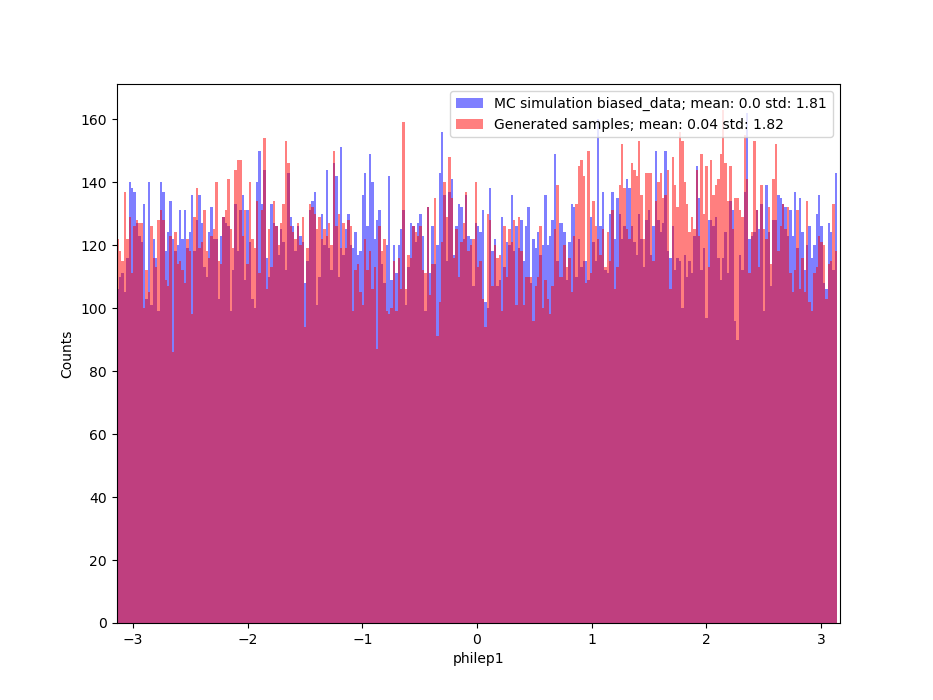 MC simulation biased_data; mean: 0.0 std: 1.81
Generated samples; mean: 0.04 std: 1.82
160
140
120
100
80
60
40
20
0
Counts
−3 −2 −1 0 1 2 3
philep1